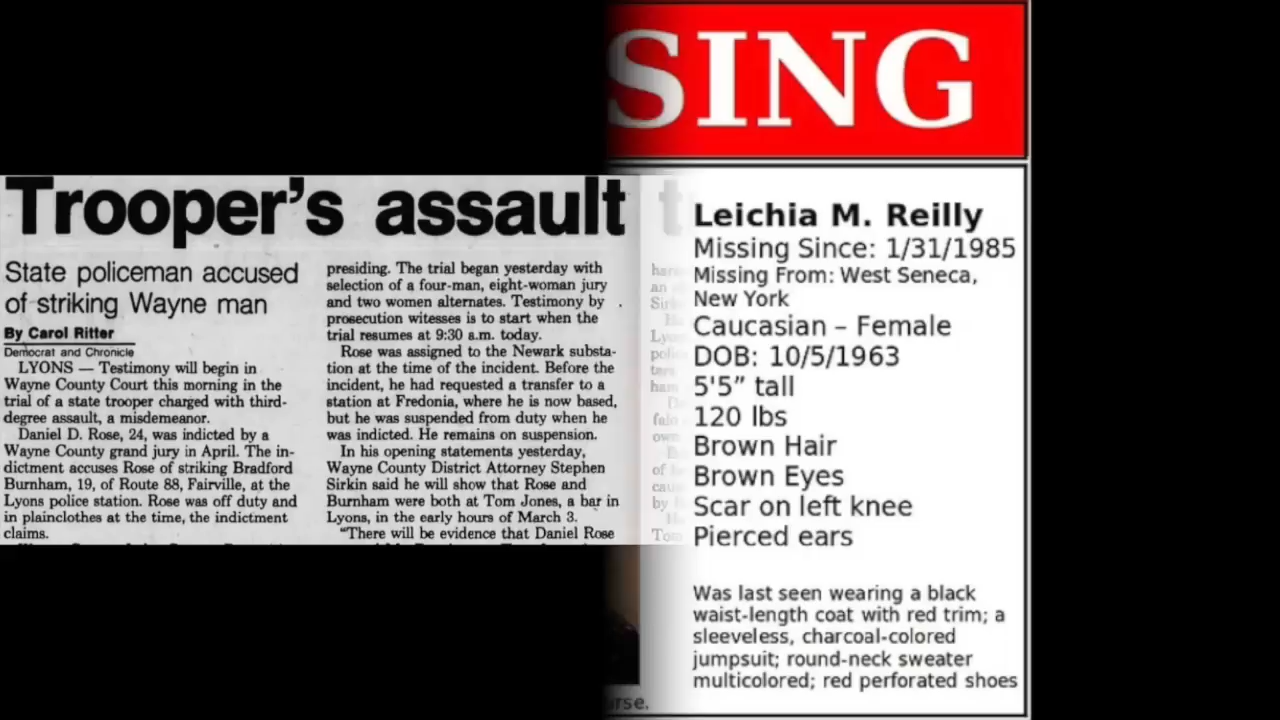 SING
Trooper's assault
State policeman accused
of striking Wayne man
By Carol Ritter
Democrat and Chronicle
LYONS — Testimony will begin in
Wayne County Court this morning in the
trial of a state trooper charged with third-
degree assault, a misdemeanor.
Daniel D. Rose, 24, was indicted by a
Wayne County grand jury in April. The in-
dictment accuses Rose of striking Bradford
Burnham, 19, of Route 88, Fairville, at the
Lyons police station. Rose was off duty and
in plainclothes at the time, the indictment
claims.
presiding. The trial began yesterday with
selection of a four-man, eight-woman jury
and two women alternates. Testimony by
prosecution witesses is to start when the
trial resumes at 9:30 a.m. today.
Rose was assigned to the Newark substa-
tion at the time of the incident. Before the
incident, he had requested a transfer to a
station at Fredonia, where he is now based,
but he was suspended from duty when he
was indicted. He remains on suspension.
In his opening statements yesterday,
Wayne County District Attorney Stephen
Sirkin said he will show that Rose and
Burnham were both at Tom Jones, a bar in
Lyons, in the early hours of March 3.
"There will be evidence that Daniel Rose
Leichia M. Reilly
Missing Since: 1/31/1985
Missing From: West Seneca,
New York
Caucasian – Female
DOB: 10/5/1963
5'5” tall
120 lbs
Brown Hair
Brown Eyes
Scar on left knee
Pierced ears
Was last seen wearing a black
waist-length coat with red trim; a
sleeveless, charcoal-colored
jumpsuit; round-neck sweater
multicolored; red perforated shoes